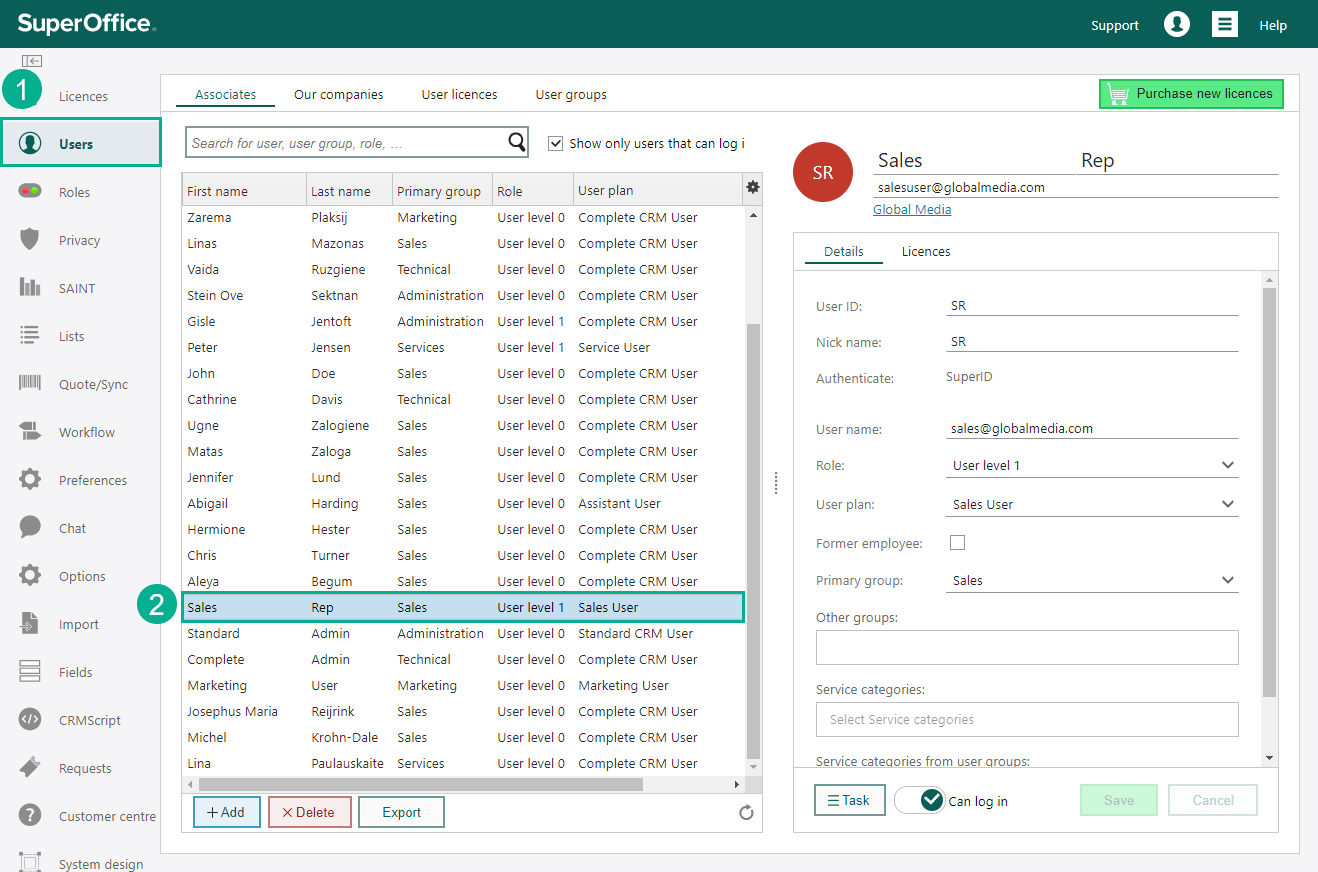 SuperOffice
Support
Help
1
Licences
Users
Roles
Privacy
SAINT
Lists
Quote/Sync
Workflow
Preferences
Chat
Options
Import
Fields
CRMScript
Requests
Customer centre
System design
Associates Our companies User licences User groups
Purchase new licences
Search for user, user group, role, ...
Show only users that can log i
First name Last name Primary group Role User plan
Zarema Plaksij Marketing User level 0 Complete CRM User
Linas Mazonas Sales User level 0 Complete CRM User
Vaida Ruzgiene Technical User level 0 Complete CRM User
Stein Ove Sektnan Administration User level 0 Complete CRM User
Gisle Jentoft Administration User level 1 Complete CRM User
Peter Jensen Services User level 1 Service User
John Doe Sales User level 0 Complete CRM User
Cathrine Davis Technical User level 0 Complete CRM User
Ugne Zalogiene Sales User level 0 Complete CRM User
Matas Zaloga Sales User level 0 Complete CRM User
Jennifer Lund Sales User level 0 Complete CRM User
Abigail Harding Sales User level 0 Assistant User
Hermione Hester Sales User level 0 Complete CRM User
Chris Turner Sales User level 0 Complete CRM User
Aleya Begum Sales User level 0 Complete CRM User
2
Sales Rep Sales User level 1 Sales User
Standard Admin Administration User level 0 Standard CRM User
Complete Admin Technical User level 0 Complete CRM User
Marketing User Marketing User level 0 Marketing User
Josephus Maria Reijrink Sales User level 0 Complete CRM User
Michel Krohn-Dale Sales User level 0 Complete CRM User
Lina Paulauskaite Services User level 0 Complete CRM User
+ Add
× Delete
Export
SR
Sales Rep
salesuser@globalmedia.com
Global Media
Details Licences
User ID: SR
Nick name: SR
Authenticate: SuperID
User name: sales@globalmedia.com
Role: User level 1
User plan: Sales User
Former employee:
Primary group: Sales
Other groups:
Service categories:
Select Service categories
Service categories from user groups:
Task
Can log in
Save
Cancel